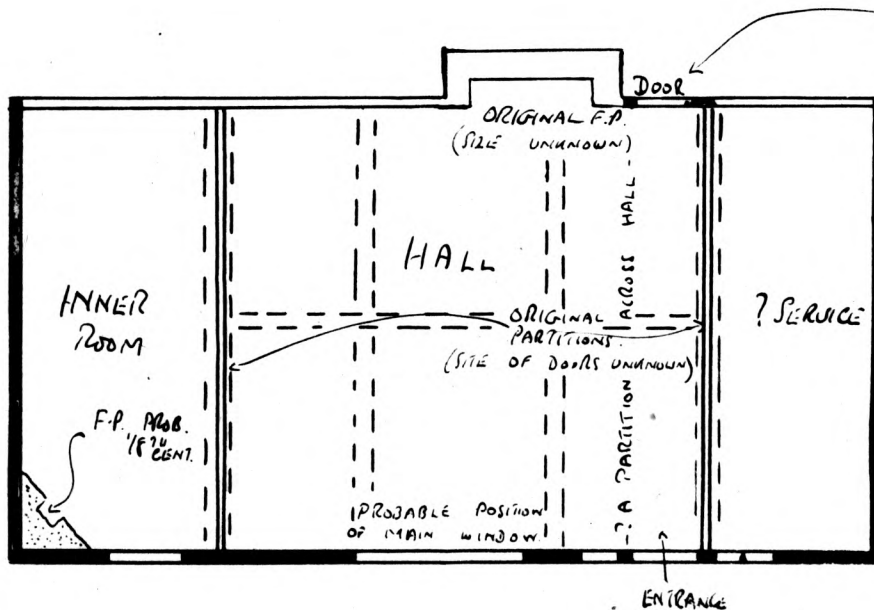 DOOR
ORIGINAL F.P.
(SIZE UNKNOWN)
HALL
INNER
ROOM
ORIGINAL
PARTITIONS.
(SITE OF DOORS UNKNOWN)
? A PARTITION ACROSS HALL
? SERVICE
F.P. PROB.
18TH
CENT.
PROBABLE POSITION
OF MAIN WINDOW.
ENTRANCE